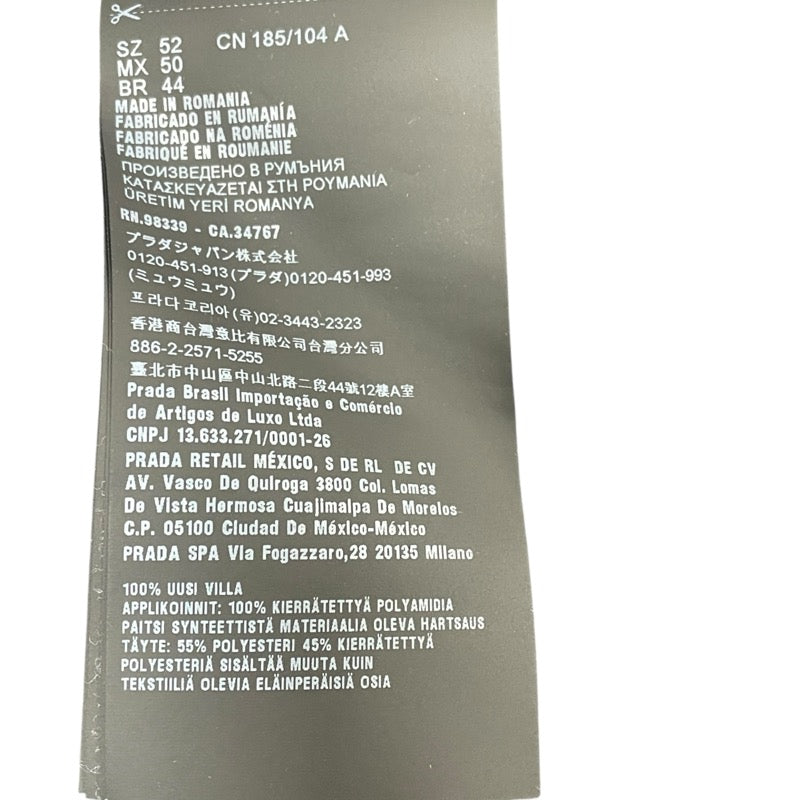 SZ 52 CN 185/104 A
MX 50
BR 44
MADE IN ROMANIA
FABRICADO EN RUMANÍA
FABRICADO NA ROMÉNIA
FABRIQUÉ EN ROUMANIE
ПРОИЗВЕДЕНО В РУМЪНИЯ
ΚΑΤΑΣΚΕΥΑΖΕΤΑΙ ΣΤΗ ΡΟΥΜΑΝΙΑ
ÜRETİM YERİ ROMANYA
RN.98339 - CA.34767
プラダジャパン株式会社
0120-451-913(プラダ)0120-451-993
(ミュウミュウ)
프라다코리아(유)02-3443-2323
香港商台灣意比有限公司台灣分公司
886-2-2571-5255
臺北市中山區中山北路二段44號12樓A室
Prada Brasil Importação e Comércio
de Artigos de Luxo Ltda
CNPJ 13.633.271/0001-26
PRADA RETAIL MÉXICO, S DE RL DE CV
AV. Vasco De Quiroga 3800 Col. Lomas
De Vista Hermosa Cuajimalpa De Morelos
C.P. 05100 Ciudad De México-México
PRADA SPA Via Fogazzaro,28 20135 Milano
100% UUSI VILLA
APPLIKOINNIT: 100% KIERRÄTETTYÄ POLYAMIDIA
PAITSI SYNTEETTISTÄ MATERIAALIA OLEVA HARTSAUS
TÄYTE: 55% POLYESTERI 45% KIERRÄTETTYÄ
POLYESTERIÄ SISÄLTÄÄ MUUTA KUIN
TEKSTIILIÄ OLEVIA ELÄINPERÄISIÄ OSIA